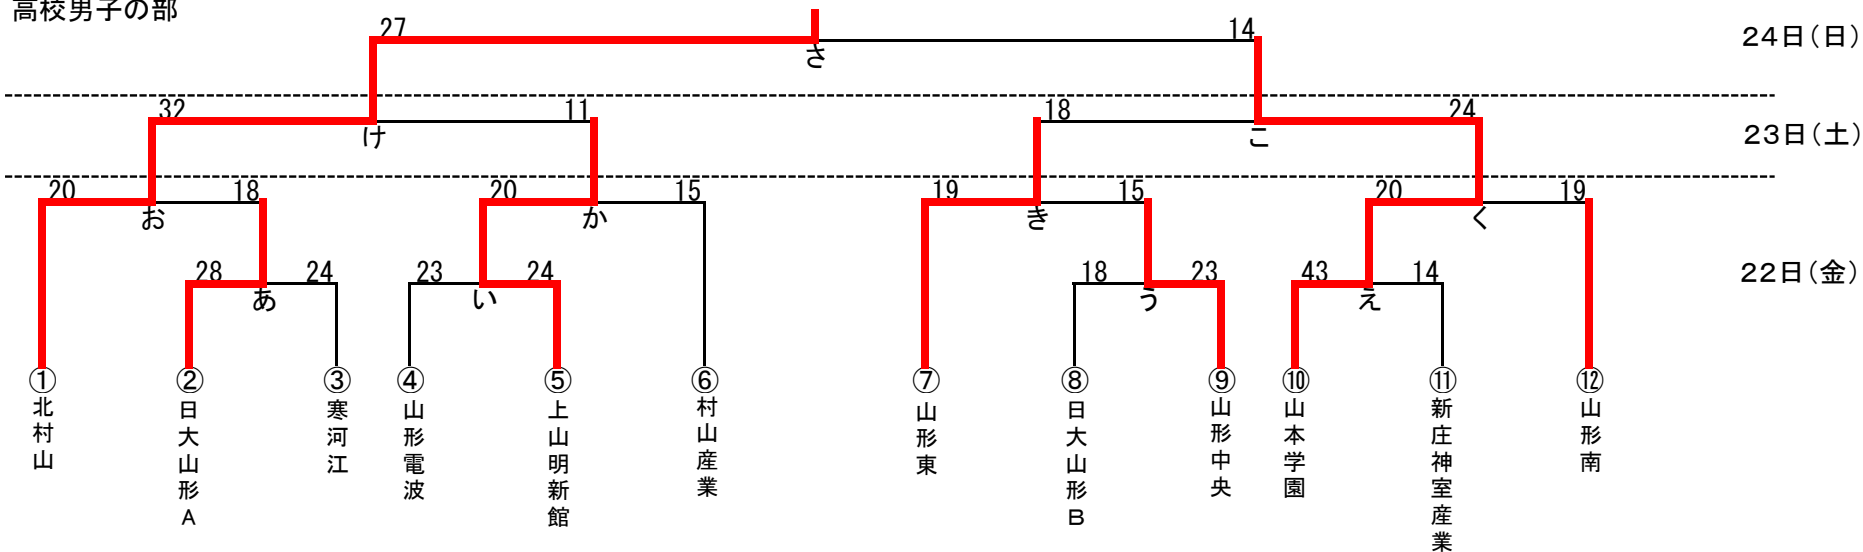 高校男子の部
27
14
さ
24日(日)
32
11
18
24
け
こ
23日(土)
20
18
20
15
19
15
20
19
お
か
き
く
28
24
23
24
18
23
43
14
あ
い
う
え
22日(金)
①
②
③
④
⑤
⑥
⑦
⑧
⑨
⑩
⑪
⑫
北村山
日大山形A
寒河江
山形電波
上山明新館
村山産業
山形東
日大山形B
山形中央
山本学園
新庄神室産業
山形南